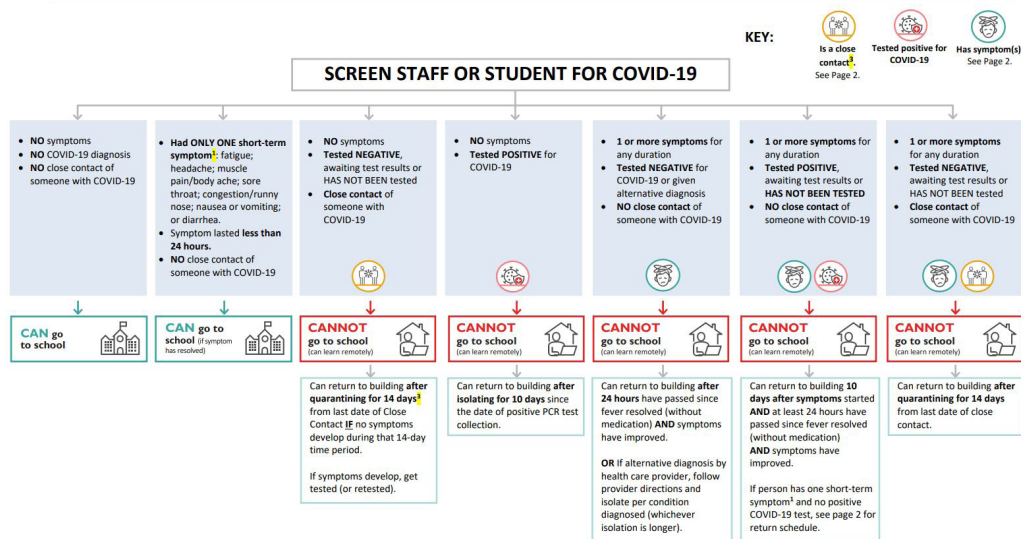 KEY:
Is a close
contact³.
See Page 2.
Tested positive for
COVID-19
Has symptom(s)
See Page 2.
SCREEN STAFF OR STUDENT FOR COVID-19
• NO symptoms
• NO COVID-19 diagnosis
• NO close contact of
someone with COVID-19
CAN go
to school
• Had ONLY ONE short-term
symptom¹: fatigue;
headache; muscle
pain/body ache; sore
throat; congestion/runny
nose; nausea or vomiting;
or diarrhea.
• Symptom lasted less than
24 hours.
• NO close contact of
someone with COVID-19
CAN go to
school (if symptom
has resolved)
• NO symptoms
• Tested NEGATIVE,
awaiting test results or
HAS NOT BEEN tested
• Close contact of
someone with
COVID-19
CANNOT
go to school
(can learn remotely)
Can return to building after
quarantining for 14 days³
from last date of Close
Contact IF no symptoms
develop during that 14-day
time period.
If symptoms develop, get
tested (or retested).
• NO symptoms
• Tested POSITIVE for
COVID-19
CANNOT
go to school
(can learn remotely)
Can return to building after
isolating for 10 days since
the date of positive PCR test
collection.
• 1 or more symptoms for
any duration
• Tested NEGATIVE for
COVID-19 or given
alternative diagnosis
• NO close contact of
someone with COVID-19
CANNOT
go to school
(can learn remotely)
Can return to building after
24 hours have passed since
fever resolved (without
medication) AND symptoms
have improved.
OR If alternative diagnosis by
health care provider, follow
provider directions and
isolate per condition
diagnosed (whichever
isolation is longer).
• 1 or more symptoms for
any duration
• Tested POSITIVE,
awaiting test results or
HAS NOT BEEN TESTED
• NO close contact of
someone with COVID-19
CANNOT
go to school
(can learn remotely)
Can return to building 10
days after symptoms started
AND at least 24 hours have
passed since fever resolved
(without medication)
AND symptoms have
improved.
If person has one short-term
symptom¹ and no positive
COVID-19 test, see page 2 for
return schedule.
• 1 or more symptoms for
any duration
• Tested NEGATIVE,
awaiting test results or
HAS NOT BEEN tested
• Close contact of
someone with COVID-19
CANNOT
go to school
(can learn remotely)
Can return to building after
quarantining for 14 days
from last date of close
contact.